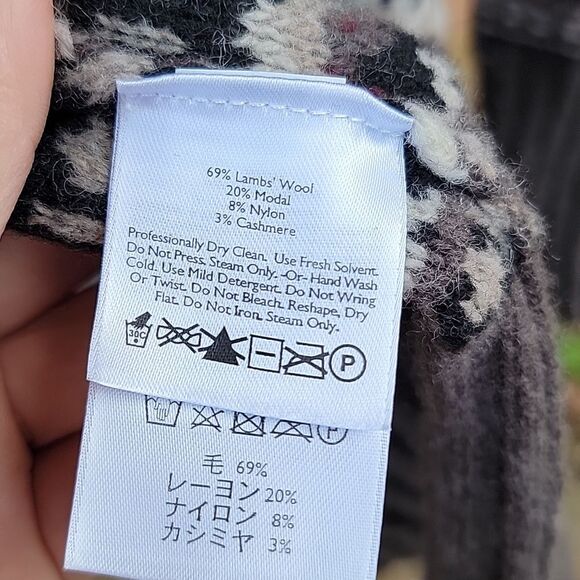 69% Lambs' Wool
20% Modal
8% Nylon
3% Cashmere
Professionally Dry Clean. Use Fresh Solvent.
Do Not Press. Steam Only. -Or- Hand Wash
Cold. Use Mild Detergent. Do Not Wring
Or Twist. Do Not Bleach. Reshape, Dry
Flat. Do Not Iron. Steam Only.
30C P
P
毛 69%
レーヨン 20%
ナイロン 8%
カシミヤ 3%